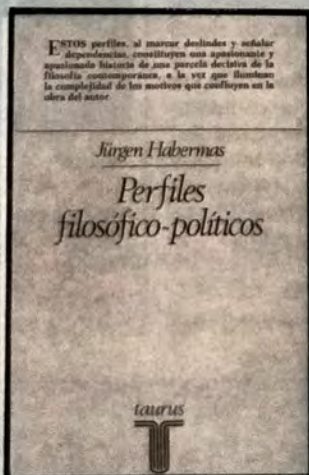 ESTOS perfiles, al marcar deslindes y señalar
dependencias, constituyen una apasionante y
apasionada historia de una parcela decisiva de la
filosofía contemporánea, a la vez que iluminan
la complejidad de los motivos que confluyen en la
obra del autor.
Jürgen Habermas
Perfiles
filosófico-políticos
taurus